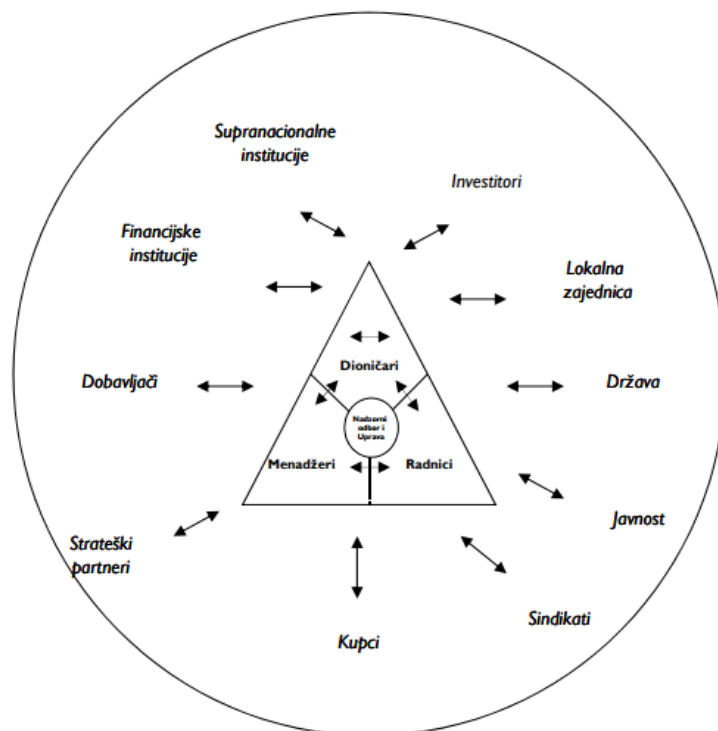 Supranacionalne
institucije
Investitori
Financijske
institucije
Lokalna
zajednica
Dioničari
Dobavljači
Država
Nadzorni
odbor i
Uprava
Menadžeri
Radnici
Strateški
partneri
Javnost
Sindikati
Kupci